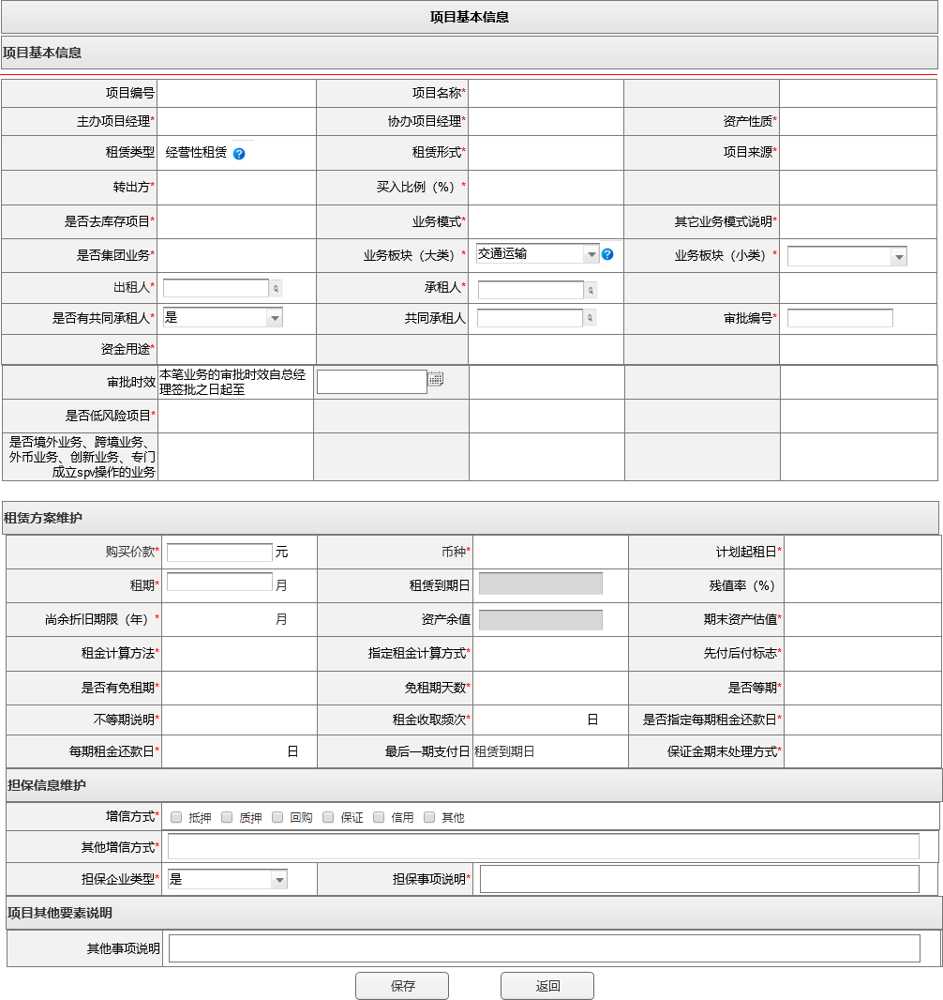 项目基本信息
项目基本信息
项目编号 项目名称*
主办项目经理* 协办项目经理* 资产性质*
租赁类型 经营性租赁 ? 租赁形式* 项目来源*
转出方* 买入比例（%）*
是否去库存项目* 业务模式* 其它业务模式说明*
是否集团业务* 业务板块（大类）* 交通运输 ? 业务板块（小类）*
出租人* 承租人*
是否有共同承租人* 是 共同承租人 审批编号*
资金用途*
审批时效 本笔业务的审批时效自总经
理签批之日起至
是否低风险项目*
是否境外业务、跨境业务、
外币业务、创新业务、专门
成立spv操作的业务
租赁方案维护
购买价款* 元 币种* 计划起租日*
租期* 月 租赁到期日 残值率（%）
尚余折旧期限（年）* 月 资产余值 期末资产估值*
租金计算方法* 指定租金计算方式* 先付后付标志*
是否有免租期* 免租期天数* 是否等期*
不等期说明* 租金收取频次* 日 是否指定每期租金还款日*
每期租金还款日* 日 最后一期支付日 租赁到期日 保证金期末处理方式*
担保信息维护
增信方式* 抵押 质押 回购 保证 信用 其他
其他增信方式*
担保企业类型* 是 担保事项说明*
项目其他要素说明
其他事项说明
保存 返回